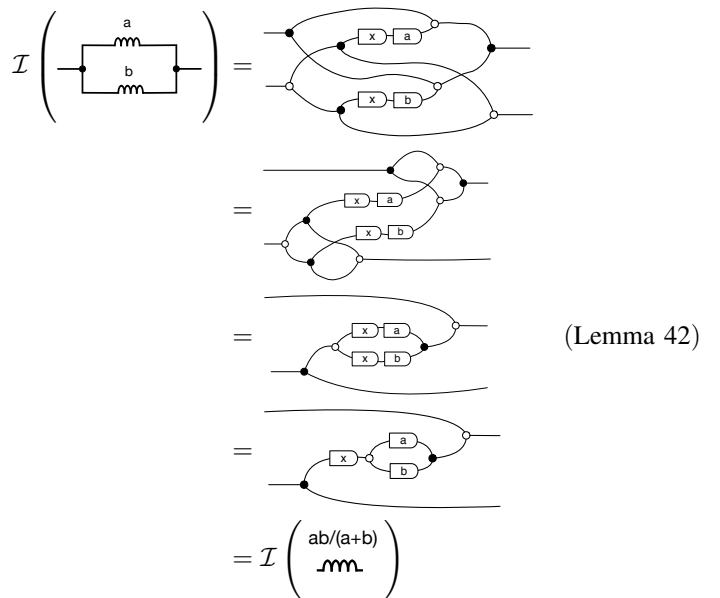 a
b
I ( ) =
x a
x b
=
x a
x b
=
x a
x b
(Lemma 42)
=
x
a
b
= I ( ab/(a+b) )